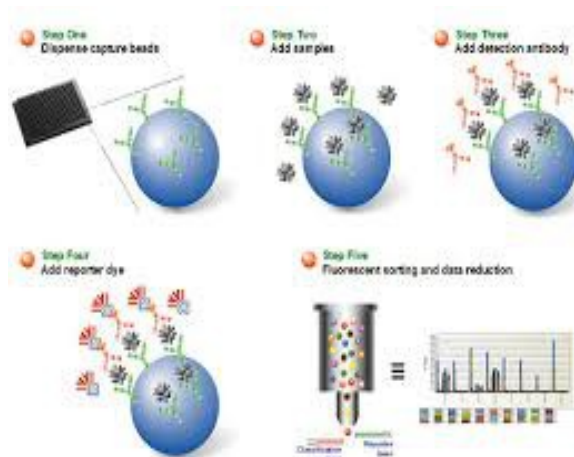 Step One
Dispense capture beads
Step Two
Add samples
Step Three
Add detection antibody
Step Four
Add reporter dye
Step Five
Fluorescent sorting and data reduction
Classification
Reporter